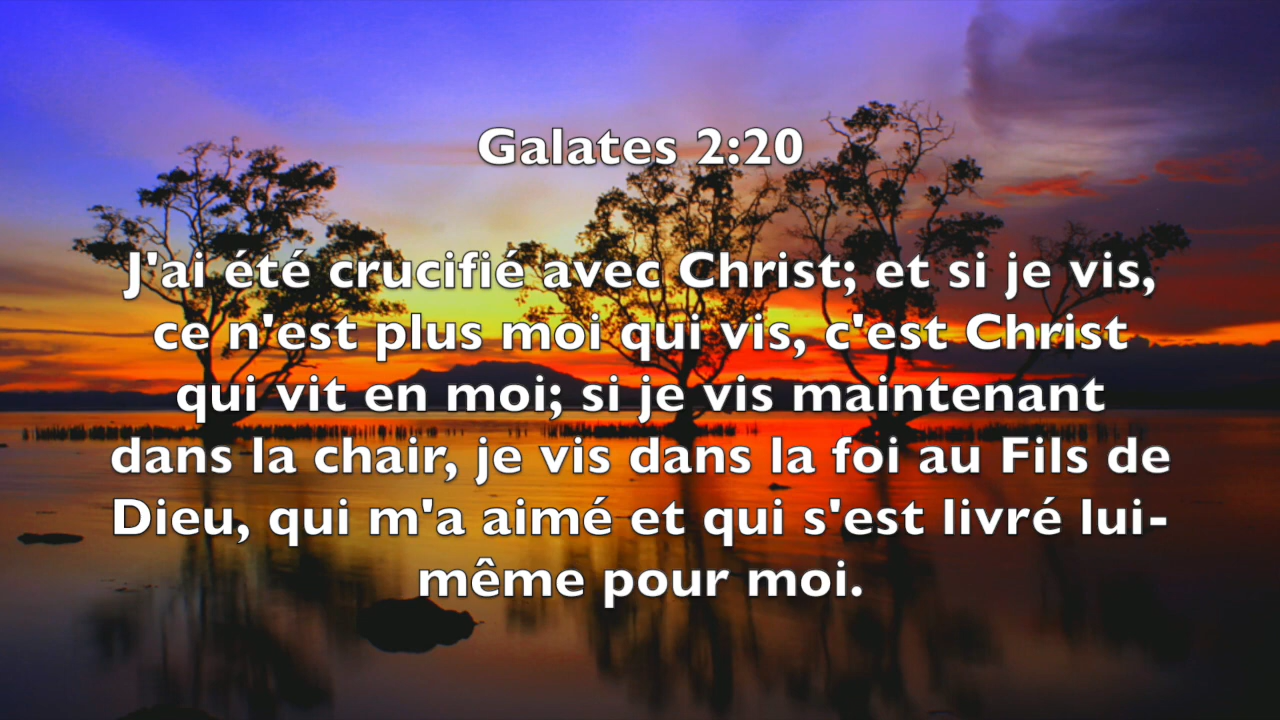 Galates 2:20
J'ai été crucifié avec Christ; et si je vis,
ce n'est plus moi qui vis, c'est Christ
qui vit en moi; si je vis maintenant
dans la chair, je vis dans la foi au Fils de
Dieu, qui m'a aimé et qui s'est livré lui-
même pour moi.